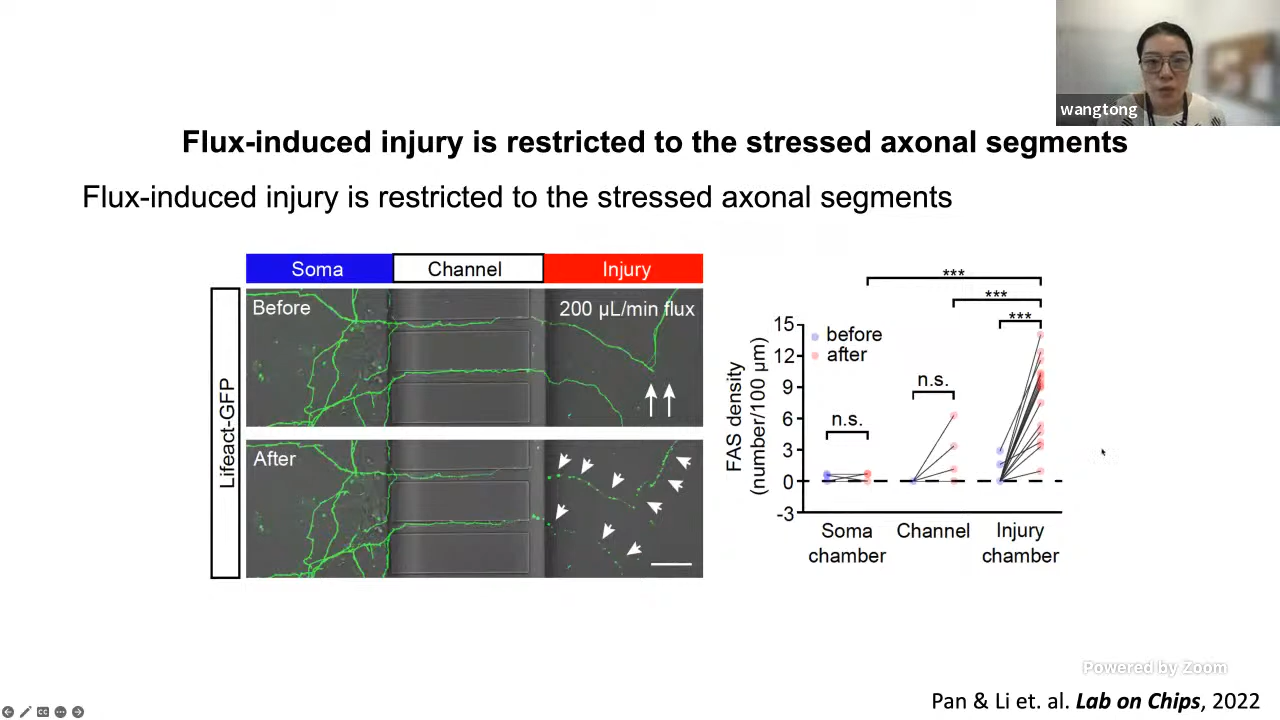 wangtong
Flux-induced injury is restricted to the stressed axonal segments
Flux-induced injury is restricted to the stressed axonal segments
Soma
Channel
Injury
Lifeact-GFP
Before
200 µL/min flux
After
***
***
***
before
after
n.s.
n.s.
FAS density
(number/100 µm)
15
12
9
6
3
0
-3
Soma
chamber
Channel
Injury
chamber
Powered by Zoom
Pan & Li et. al. Lab on Chips, 2022